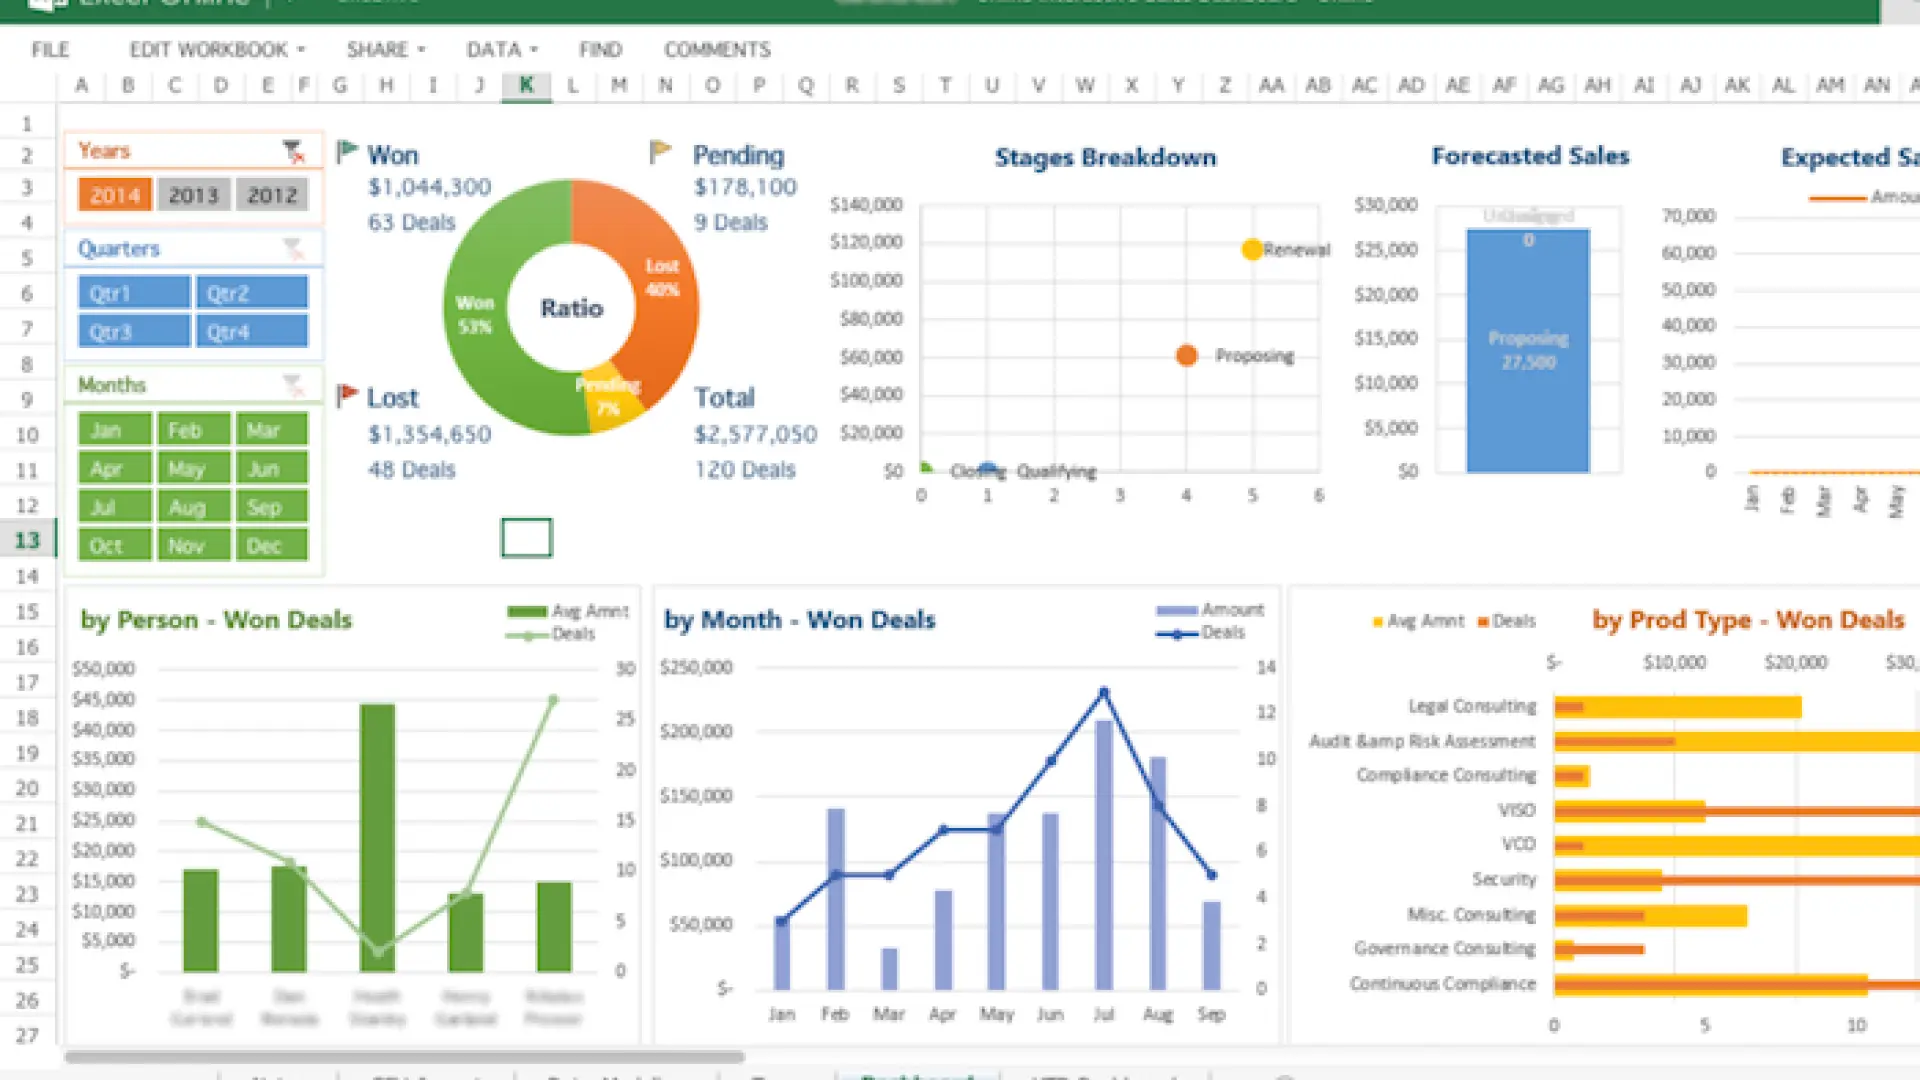 Excel Online
FILE EDIT WORKBOOK SHARE DATA FIND COMMENTS
A B C D E F G H I J K L M N O P Q R S T U V W X Y Z AA AB AC AD AE AF AG AH AI AJ AK AL AM AN
1
2
3
4
5
6
7
8
9
10
11
12
13
14
15
16
17
18
19
20
21
22
23
24
25
26
27
Years
2014 2013 2012
Quarters
Qtr1 Qtr2
Qtr3 Qtr4
Months
Jan Feb Mar
Apr May Jun
Jul Aug Sep
Oct Nov Dec
Won
$1,044,300
63 Deals
Pending
$178,100
9 Deals
Lost
$1,354,650
48 Deals
Total
$2,577,050
120 Deals
Ratio
Won
53%
Lost
40%
Pending
7%
Stages Breakdown
$140,000
$120,000
$100,000
$80,000
$60,000
$40,000
$20,000
$0
Renewal
Proposing
Closing Qualifying
0 1 2 3 4 5 6
Forecasted Sales
$30,000
$25,000
$20,000
$15,000
$10,000
$5,000
$0
0
Proposing
27,500
Expected Sa
Amou
70,000
60,000
50,000
40,000
30,000
20,000
10,000
0
Jan Feb Mar Apr May
by Person - Won Deals
Avg Amnt
Deals
$50,000
$45,000
$40,000
$35,000
$30,000
$25,000
$20,000
$15,000
$10,000
$5,000
$-
30
25
20
15
10
5
0
by Month - Won Deals
Amount
Deals
$250,000
$200,000
$150,000
$100,000
$50,000
$-
14
12
10
8
6
4
2
0
Jan Feb Mar Apr May Jun Jul Aug Sep
Avg Amnt Deals
by Prod Type - Won Deals
$- $10,000 $20,000 $30,
Legal Consulting
Audit &amp Risk Assessment
Compliance Consulting
VISO
VCO
Security
Misc. Consulting
Governance Consulting
Continuous Compliance
0 5 10